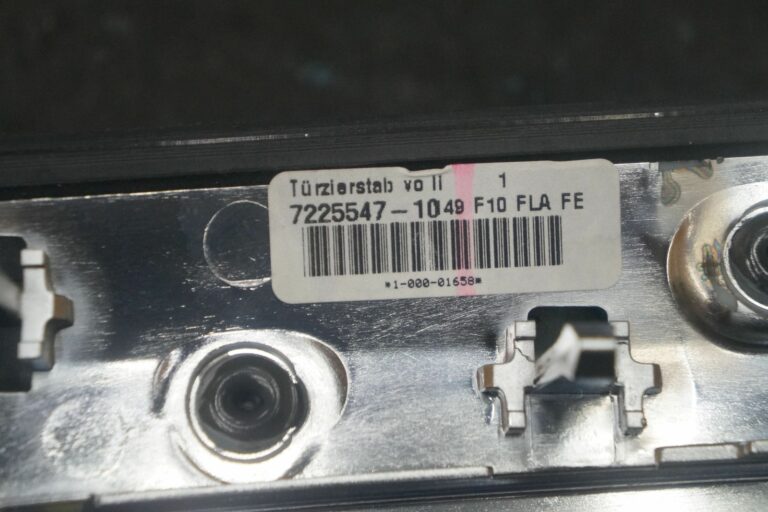 Türzierstab vo li 1
7225547-10 49 F10 FLA FE
*1-000-01658*